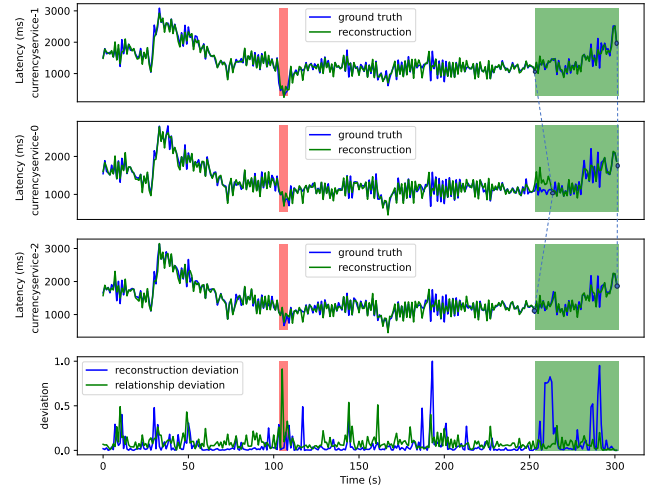 Latency (ms)
currencyservice-1
3000
2000
1000
ground truth
reconstruction
Latency (ms)
currencyservice-0
2000
1000
ground truth
reconstruction
Latency (ms)
currencyservice-2
3000
2000
1000
ground truth
reconstruction
deviation
1.0
0.5
0.0
reconstruction deviation
relationship deviation
0 50 100 150 200 250 300
Time (s)